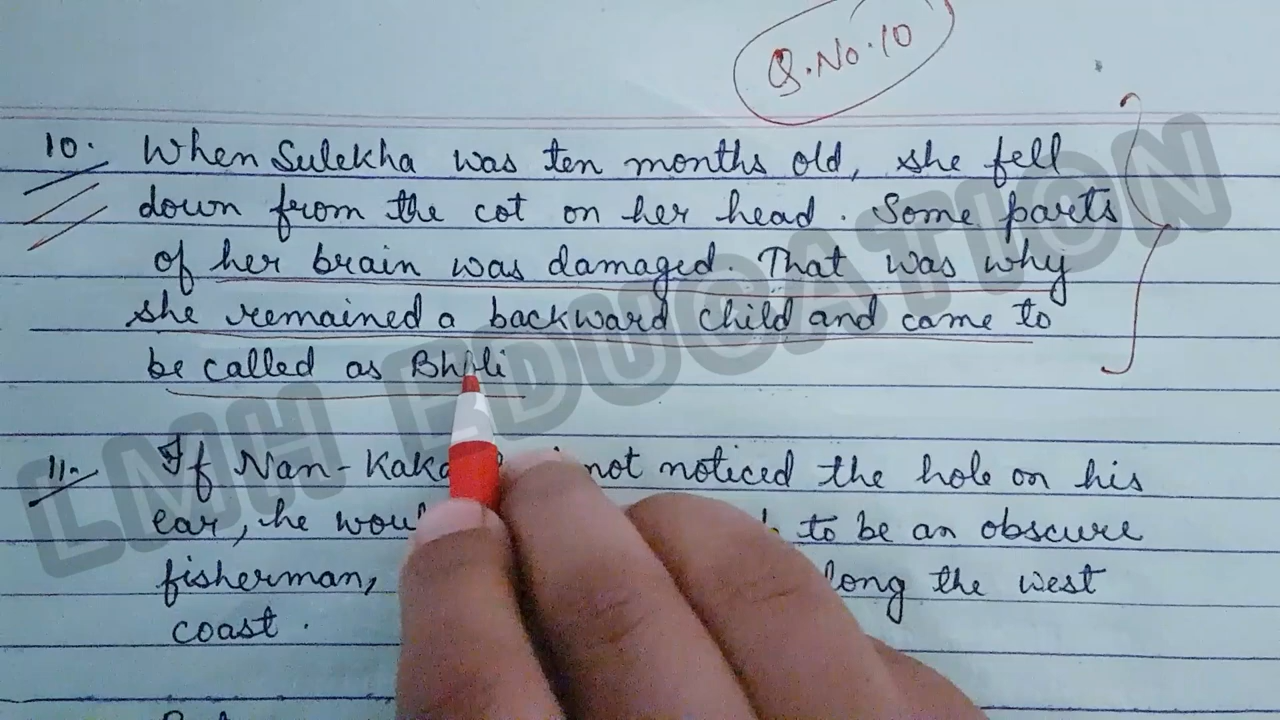 Q.No.10
10. When Sulekha was ten months old, she fell
down from the cot on her head. Some parts
of her brain was damaged. That was why
she remained a backward child and came to
be called as Bholi
11. If Nan-Kaka not noticed the hole on his
ear, he to be an obscure
fisherman, the west
coast.
LMH EDUCATION